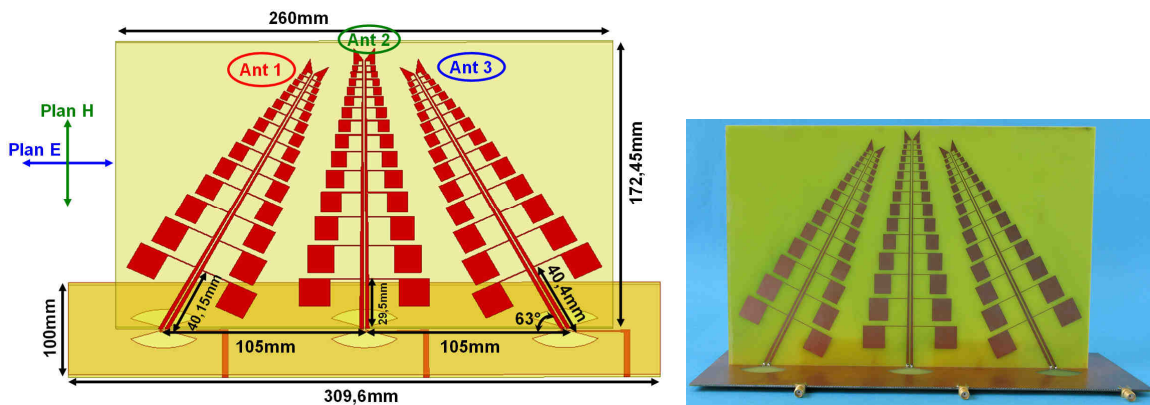 260mm
Ant 2
Ant 1
Ant 3
Plan H
Plan E
172,45mm
40,15mm
29,5mm
40,4mm
63°
100mm
105mm
105mm
309,6mm